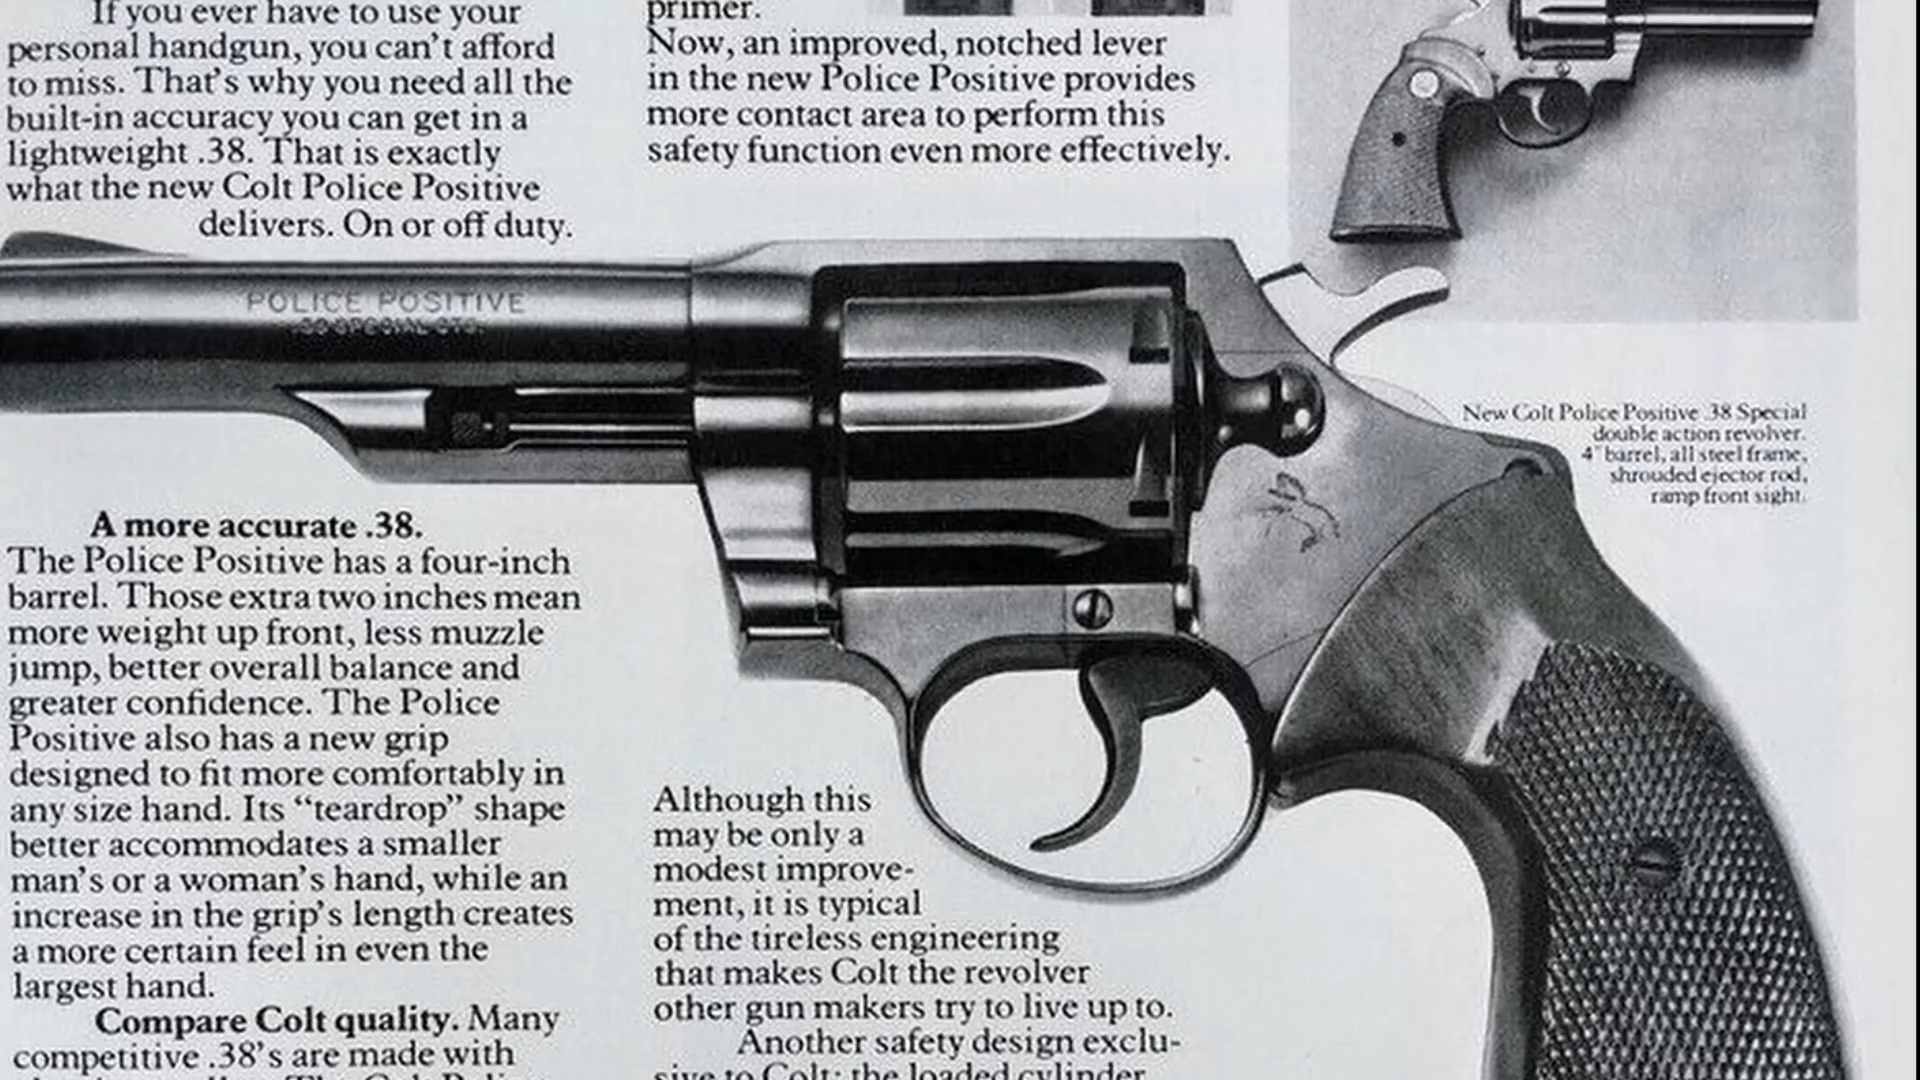 If you ever have to use your
personal handgun, you can't afford
to miss. That's why you need all the
built-in accuracy you can get in a
lightweight .38. That is exactly
what the new Colt Police Positive
delivers. On or off duty.
POLICE POSITIVE
A more accurate .38.
The Police Positive has a four-inch
barrel. Those extra two inches mean
more weight up front, less muzzle
jump, better overall balance and
greater confidence. The Police
Positive also has a new grip
designed to fit more comfortably in
any size hand. Its “teardrop” shape
better accommodates a smaller
man's or a woman's hand, while an
increase in the grip's length creates
a more certain feel in even the
largest hand.
Compare Colt quality. Many
competitive .38's are made with
primer.
Now, an improved, notched lever
in the new Police Positive provides
more contact area to perform this
safety function even more effectively.
Although this
may be only a
modest improve-
ment, it is typical
of the tireless engineering
that makes Colt the revolver
other gun makers try to live up to.
Another safety design exclu-
sive to Colt: the loaded cylinder
New Colt Police Positive .38 Special
double action revolver.
4" barrel, all steel frame,
shrouded ejector rod,
ramp front sight.